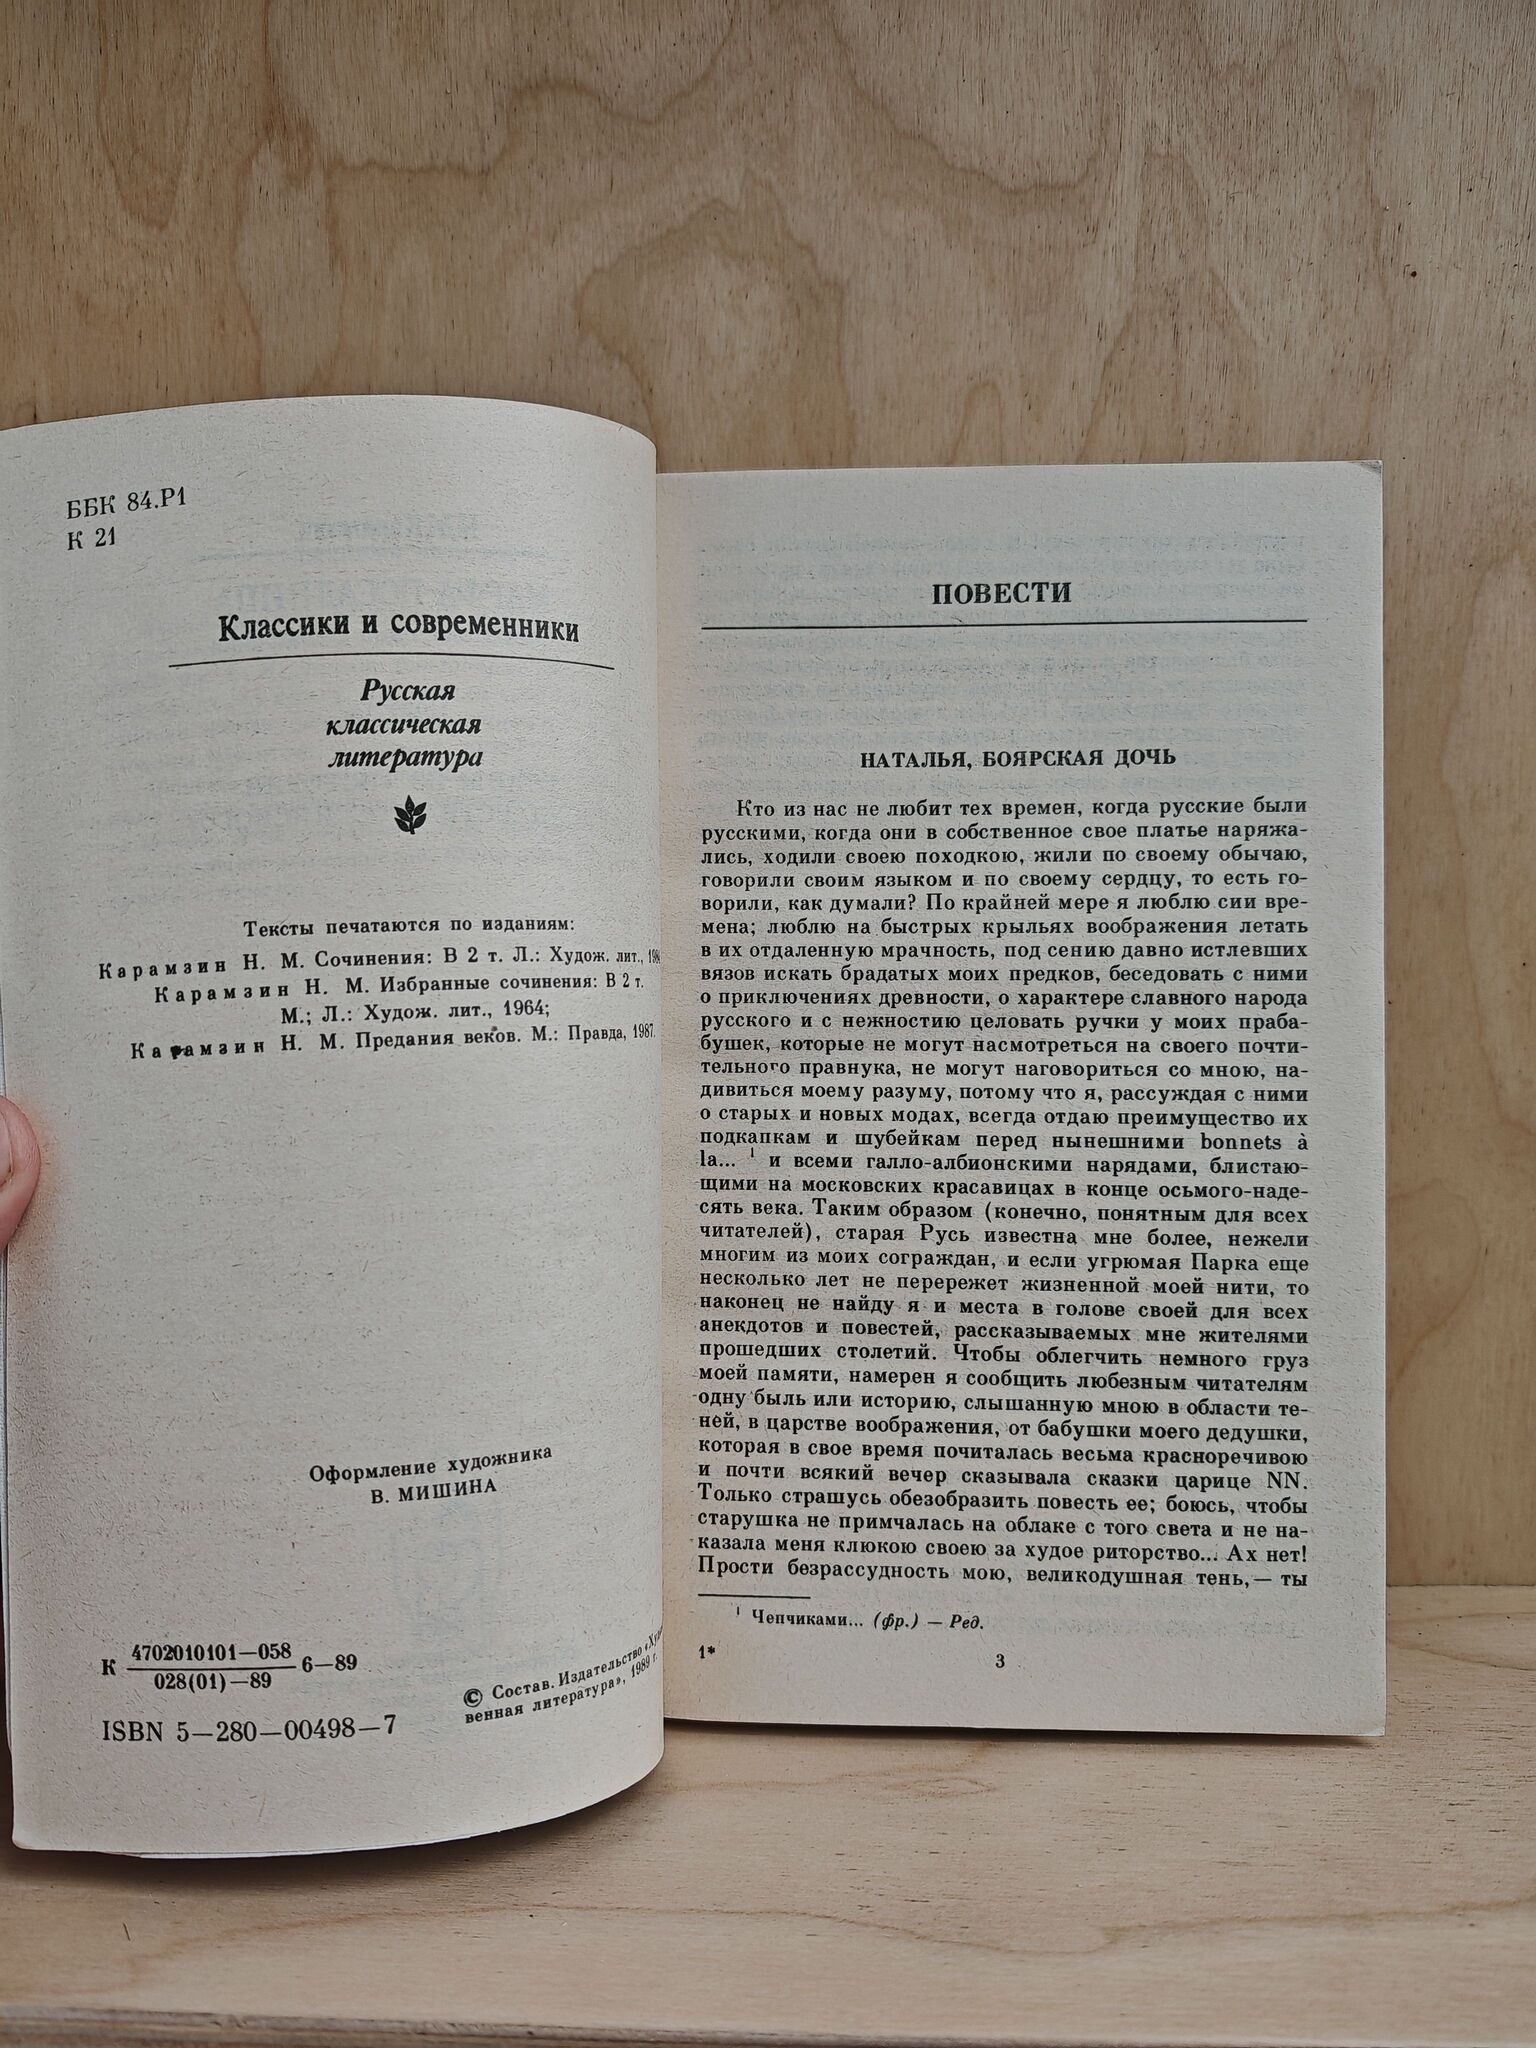 ББК 84.Р1
К 21
Классики и современники
Русская
классическая
литература
Тексты печатаются по изданиям:
Карамзин Н. М. Сочинения: В 2 т. Л.: Худож. лит.,
Карамзин Н. М. Избранные сочинения: В 2 т.
М.; Л.: Худож. лит., 1964;
Карамзин Н. М. Предания веков. М.: Правда, 1987.
Оформление художника
В. МИШИНА
К 4702010101—058 6—89
028(01)—89
ISBN 5—280—00498—7
© Состав. Издательство
венная литература», 1989 г.
ПОВЕСТИ
НАТАЛЬЯ, БОЯРСКАЯ ДОЧЬ
Кто из нас не любит тех времен, когда русские были
русскими, когда они в собственное свое платье наряжа-
лись, ходили своею походкою, жили по своему обычаю,
говорили своим языком и по своему сердцу, то есть го-
ворили, как думали? По крайней мере я люблю сии вре-
мена; люблю на быстрых крыльях воображения летать
в их отдаленную мрачность, под сению давно истлевших
вязов искать брадатых моих предков, беседовать с ними
о приключениях древности, о характере славного народа
русского и с нежностию целовать ручки у моих праба-
бушек, которые не могут насмотреться на своего почти-
тельного правнука, не могут наговориться со мною, на-
дивиться моему разуму, потому что я, рассуждая с ними
о старых и новых модах, всегда отдаю преимущество их
подкапкам и шубейкам перед нынешними bonnets à
la... ¹ и всеми галло-албионскими нарядами, блистаю-
щими на московских красавицах в конце осьмого-наде-
сять века. Таким образом (конечно, понятным для всех
читателей), старая Русь известна мне более, нежели
многим из моих сограждан, и если угрюмая Парка еще
несколько лет не перережет жизненной моей нити, то
наконец не найду я и места в голове своей для всех
анекдотов и повестей, рассказываемых мне жителями
прошедших столетий. Чтобы облегчить немного груз
моей памяти, намерен я сообщить любезным читателям
одну быль или историю, слышанную мною в области те-
ней, в царстве воображения, от бабушки моего дедушки,
которая в свое время почиталась весьма красноречивою
и почти всякий вечер сказывала сказки царице NN.
Только страшусь обезобразить повесть ее; боюсь, чтобы
старушка не примчалась на облаке с того света и не на-
казала меня клюкою своею за худое риторство... Ах нет!
Прости безрассудность мою, великодушная тень,— ты
¹ Чепчиками... (фр.) — Ред.
1*
3